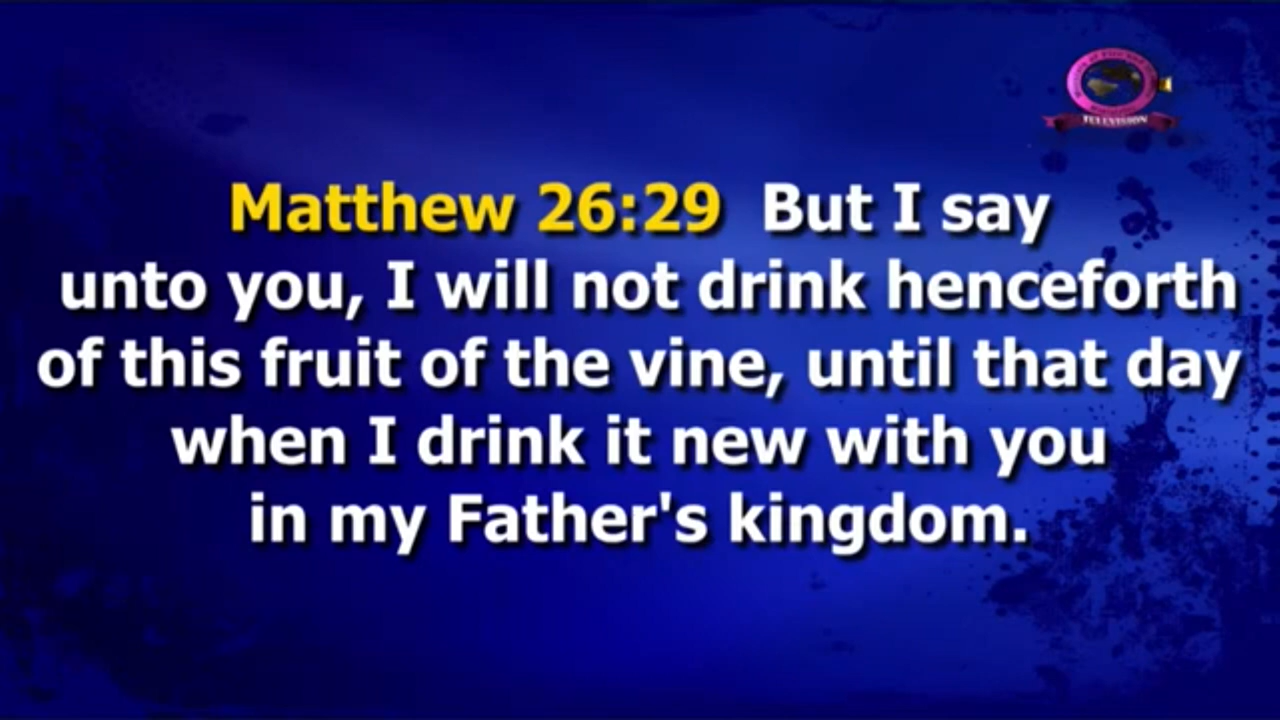 TELEVISION
Matthew 26:29 But I say
unto you, I will not drink henceforth
of this fruit of the vine, until that day
when I drink it new with you
in my Father's kingdom.